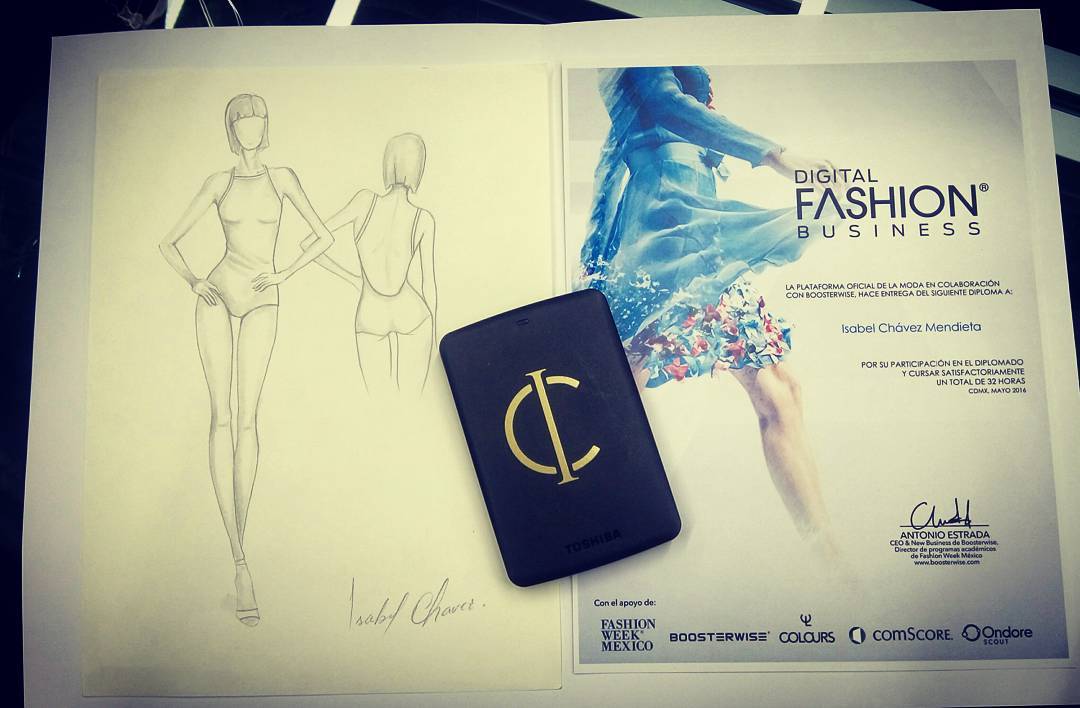 Isabel Chavez.
IC
TOSHIBA
DIGITAL
FASHION®
BUSINESS
LA PLATAFORMA OFICIAL DE LA MODA EN COLABORACIÓN
CON BOOSTERWISE, HACE ENTREGA DEL SIGUIENTE DIPLOMA A:
Isabel Chávez Mendieta
POR SU PARTICIPACIÓN EN EL DIPLOMADO
Y CURSAR SATISFACTORIAMENTE
UN TOTAL DE 32 HORAS
CDMX, MAYO 2016
ANTONIO ESTRADA
CEO & New Business de Boosterwise,
Director de programas académicos
de Fashion Week México
www.boosterwise.com
Con el apoyo de:
FASHION
WEEK®
MEXICO
BOOSTERWISE®
COLOURS
comSCORE.
Ondore
SCOUT